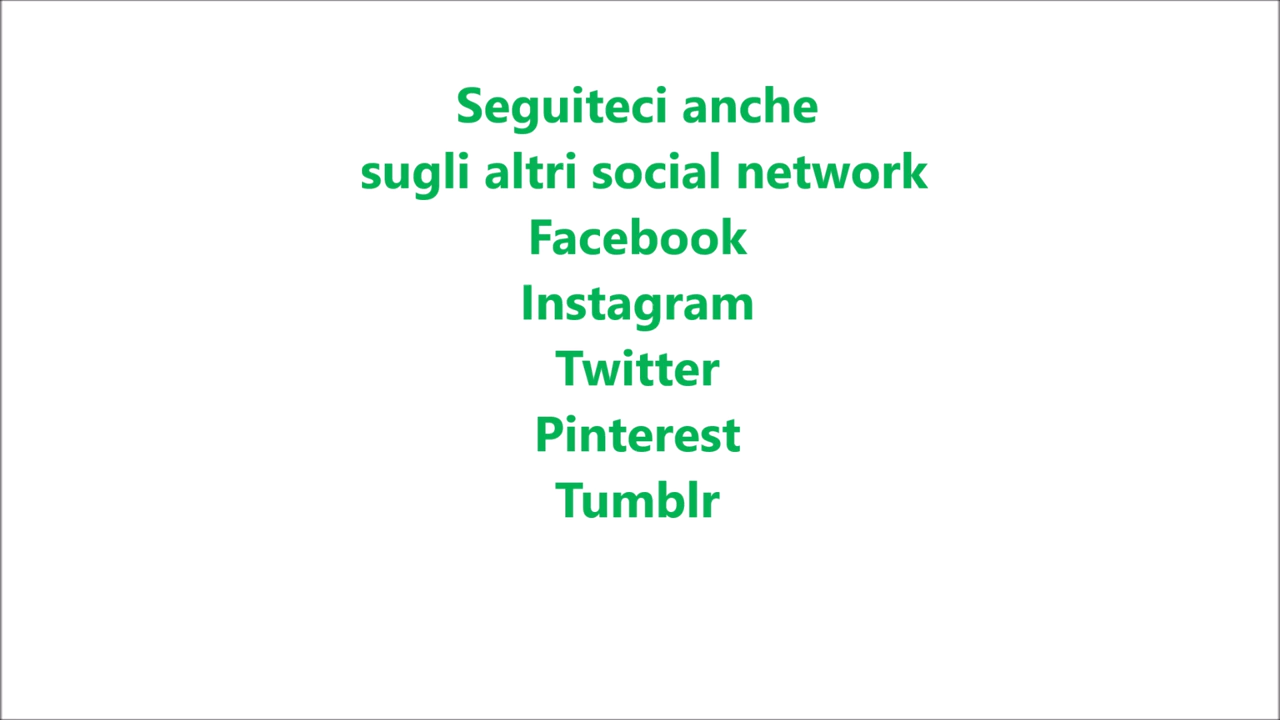 Seguiteci anche
sugli altri social network
Facebook
Instagram
Twitter
Pinterest
Tumblr